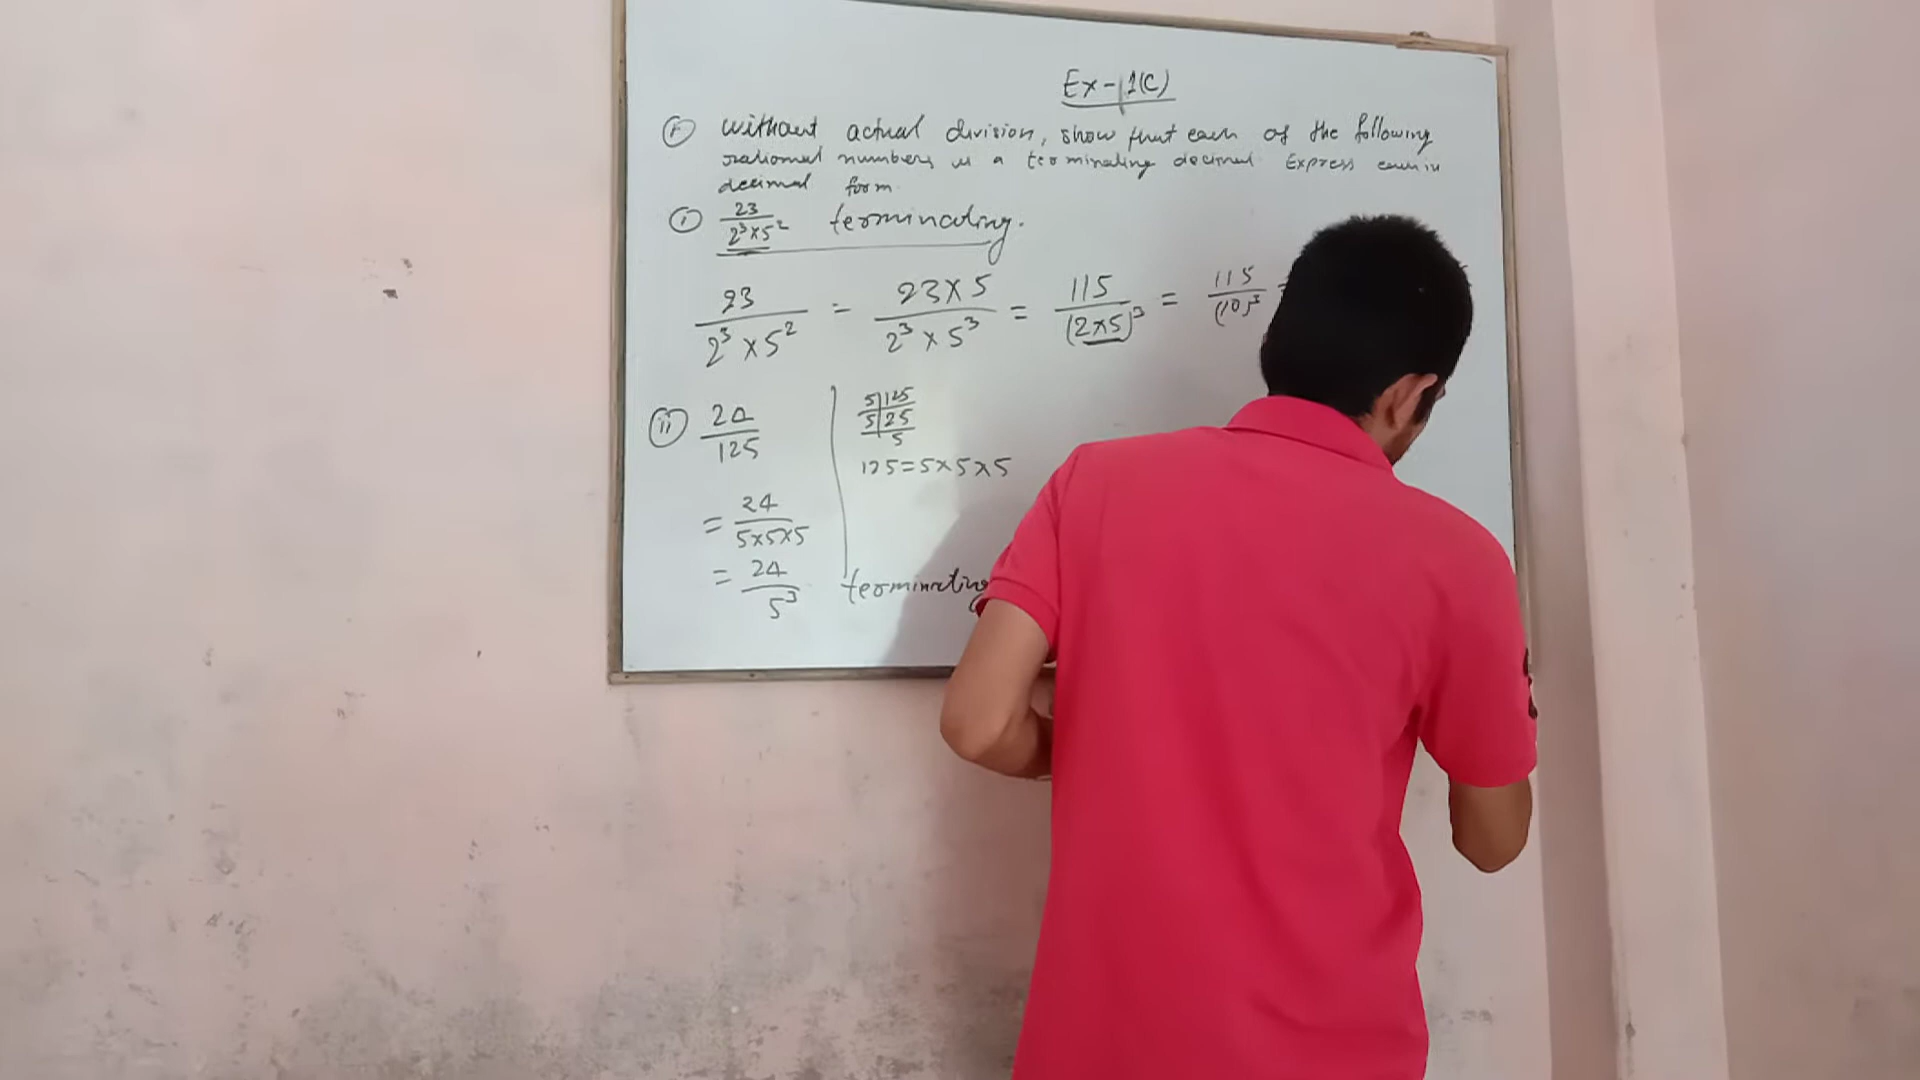 Ex-1(C)
① without actual division, show that each of the following
rational numbers is a terminating decimal Express each in
decimal form.
(i) 23/(2³×5²) terminating.
23/(2³×5²) = (23×5)/(2³×5³) = 115/(2×5)³ = 115/(10)³ =
(ii) 24/125
5|125
5|25
5
125=5×5×5
= 24/(5×5×5)
= 24/5³ terminating